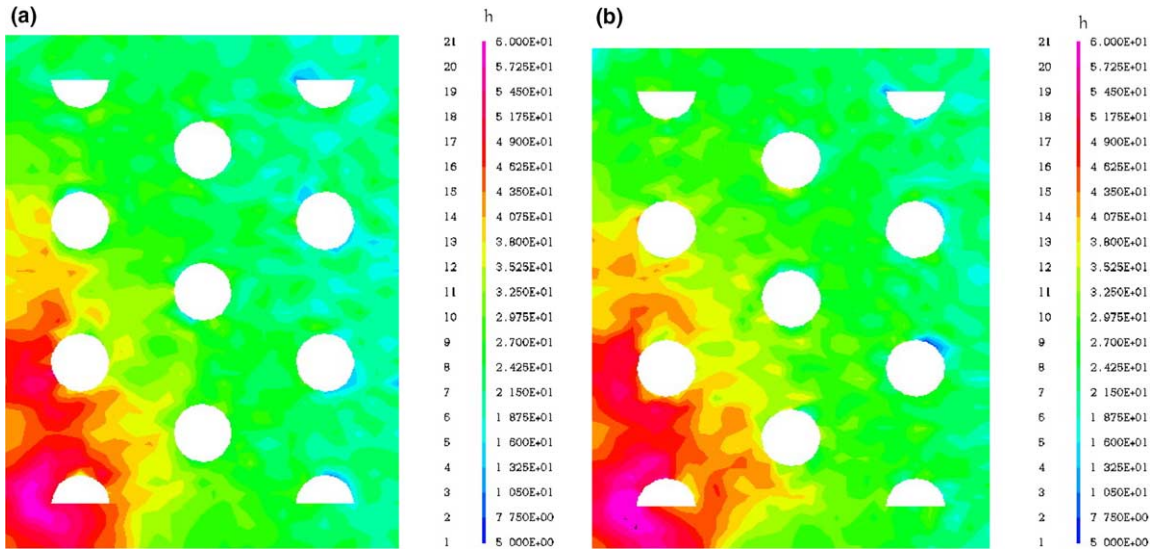 (a)
h
21 6.000E+01
20 5.725E+01
19 5 450E+01
18 5 175E+01
17 4 900E+01
16 4 625E+01
15 4 350E+01
14 4 075E+01
13 3.800E+01
12 3.525E+01
11 3.250E+01
10 2.975E+01
9 2.700E+01
8 2.425E+01
7 2 150E+01
6 1 875E+01
5 1 600E+01
4 1 325E+01
3 1 050E+01
2 7 750E+00
1 5 000E+00
(b)
h
21 6.000E+01
20 5.725E+01
19 5 450E+01
18 5 175E+01
17 4 900E+01
16 4 625E+01
15 4 350E+01
14 4 075E+01
13 3.800E+01
12 3.525E+01
11 3.250E+01
10 2.975E+01
9 2.700E+01
8 2.425E+01
7 2 150E+01
6 1 875E+01
5 1 600E+01
4 1 325E+01
3 1 050E+01
2 7 750E+00
1 5 000E+00